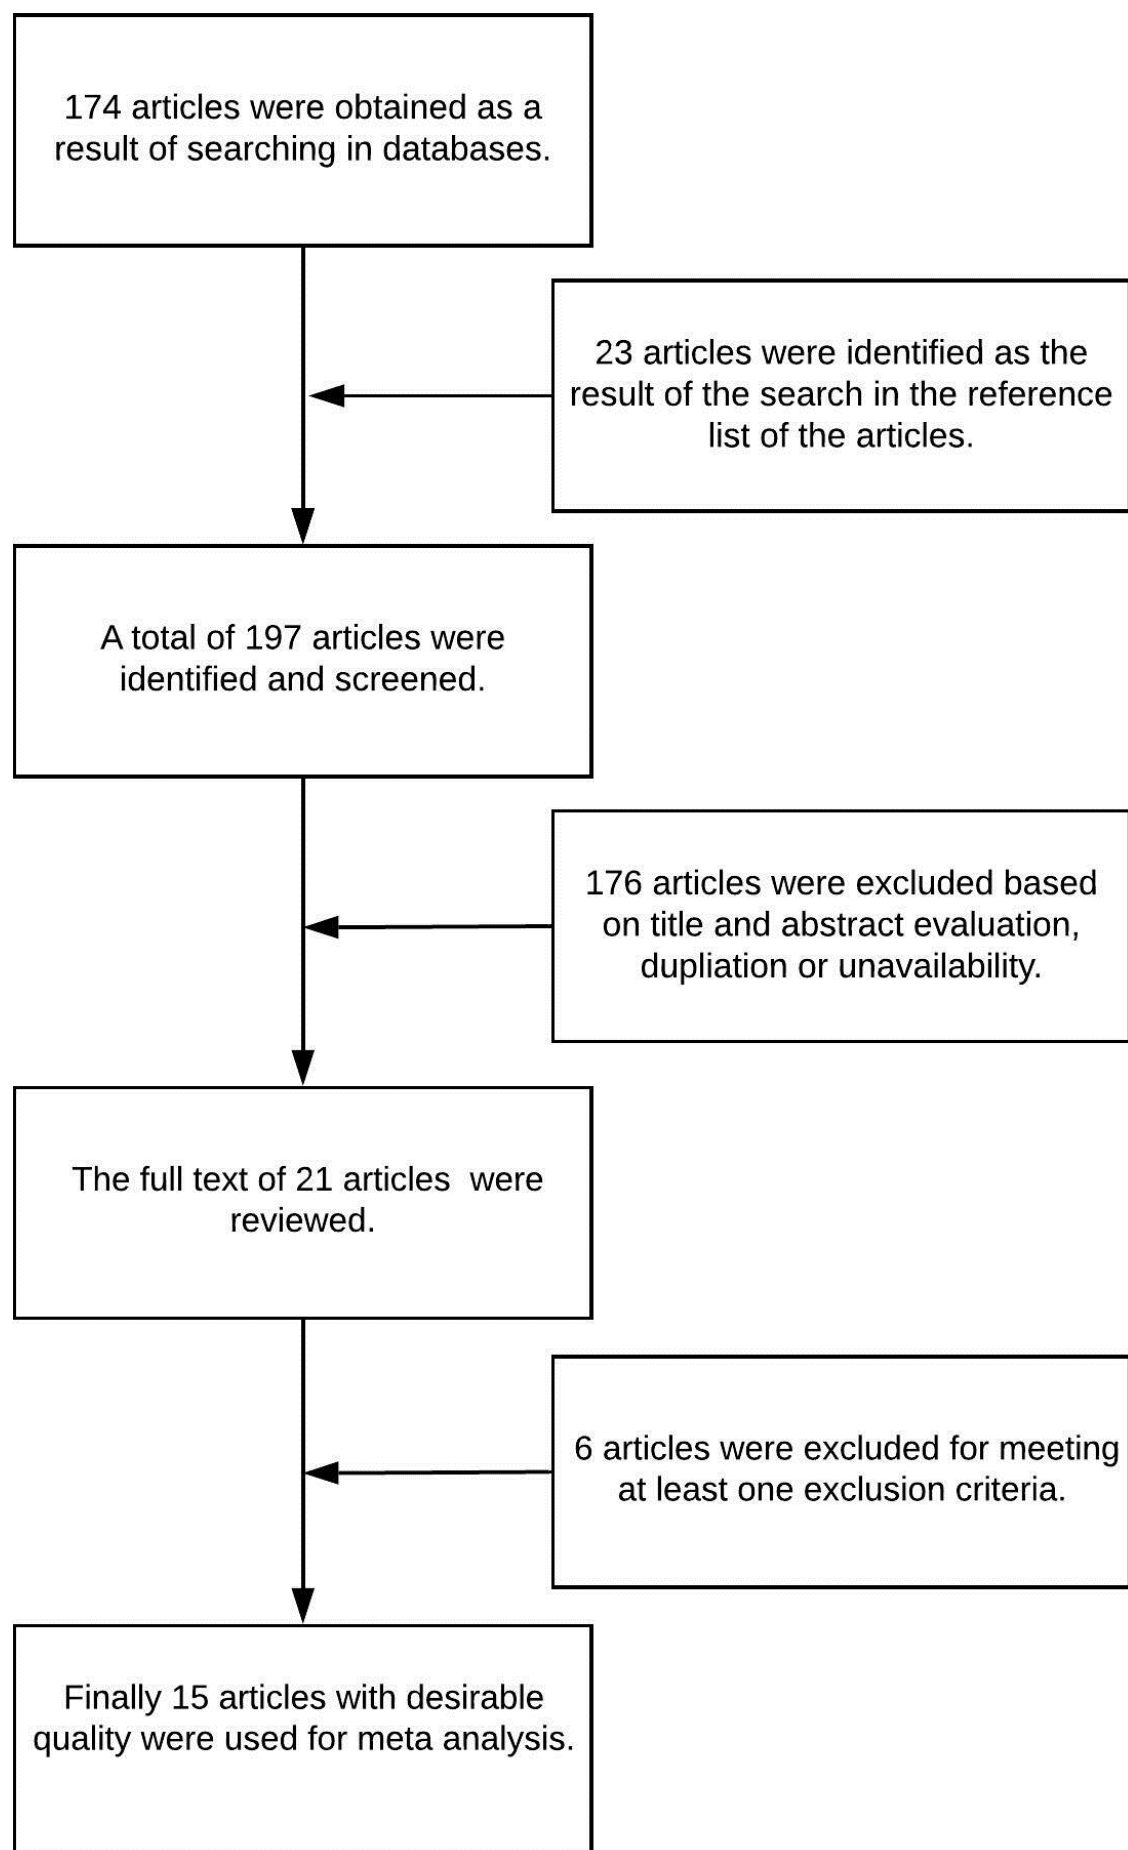 174 articles were obtained as a
result of searching in databases.
23 articles were identified as the
result of the search in the reference
list of the articles.
A total of 197 articles were
identified and screened.
176 articles were excluded based
on title and abstract evaluation,
dupliation or unavailability.
The full text of 21 articles  were
reviewed.
6 articles were excluded for meeting
at least one exclusion criteria.
Finally 15 articles with desirable
quality were used for meta analysis.